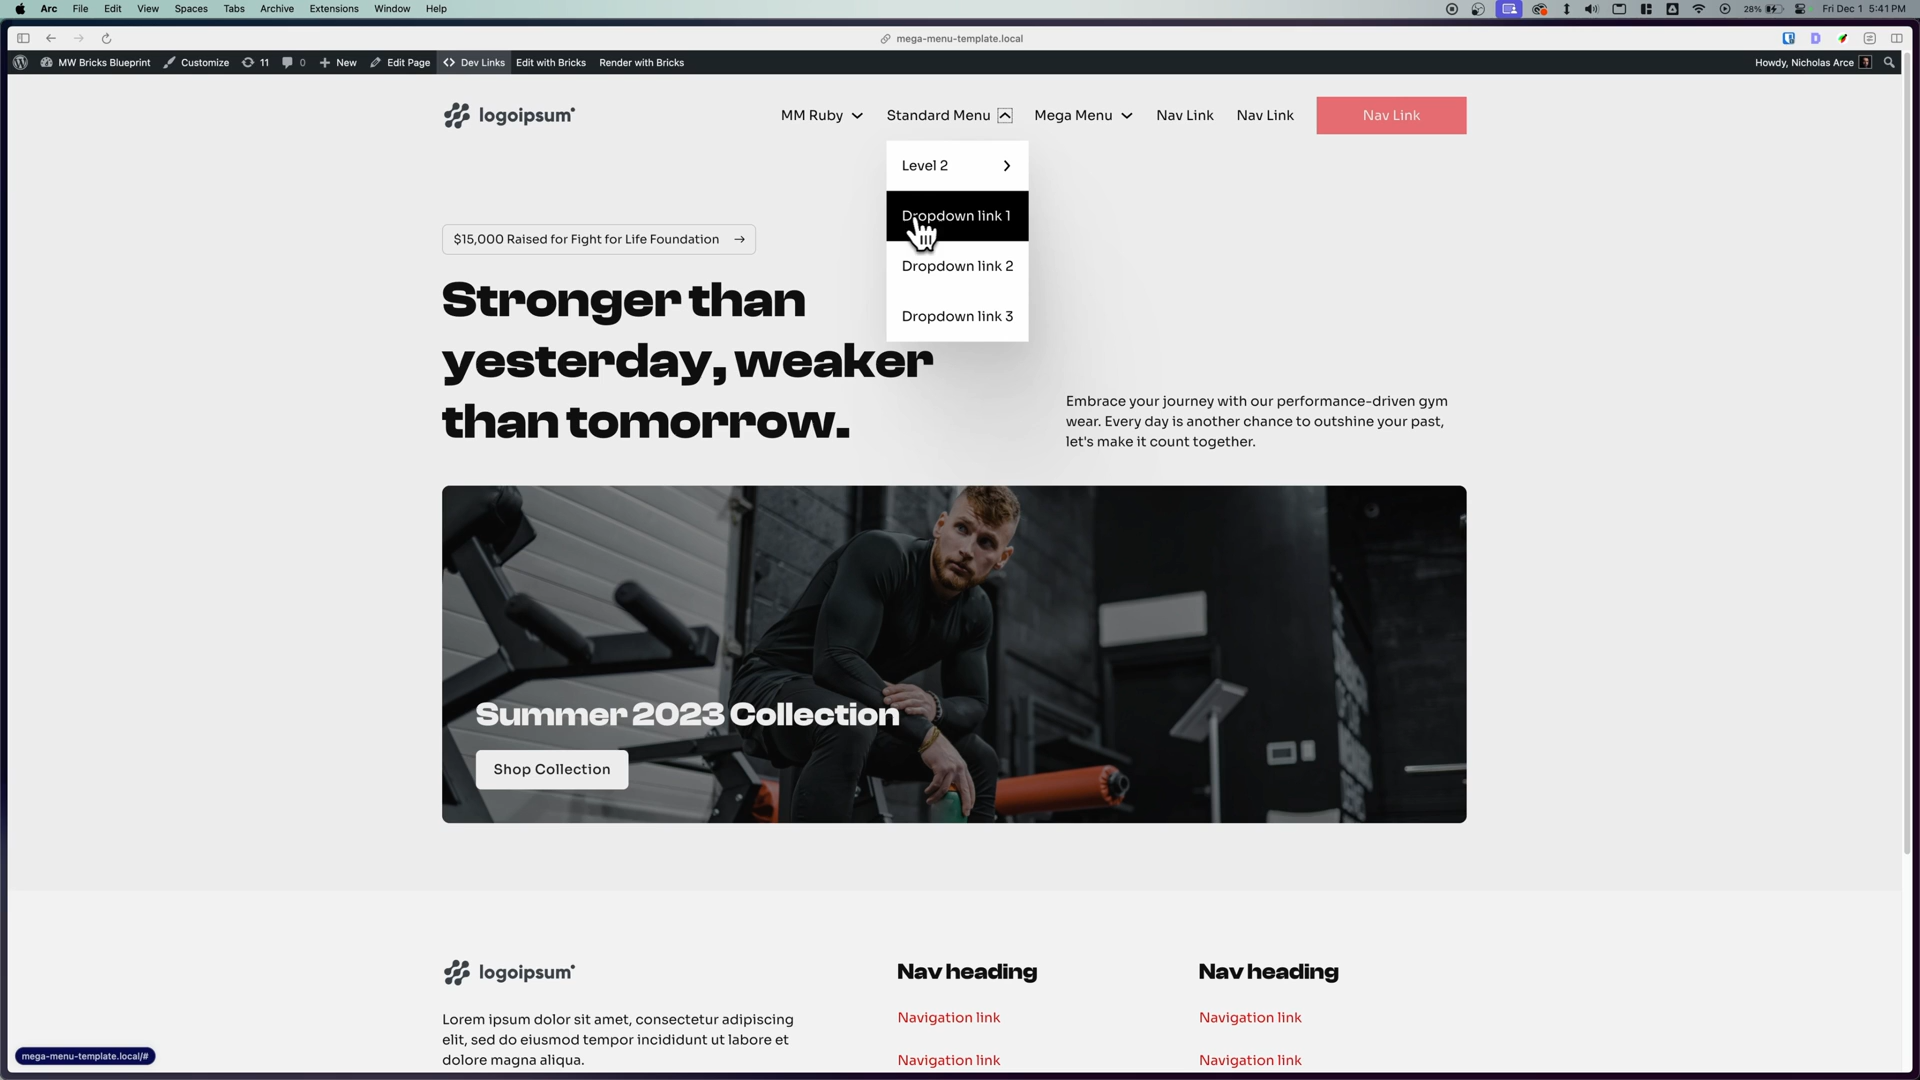 Arc File Edit View Spaces Tabs Archive Extensions Window Help 28% Fri Dec 1 5:41 PM
mega-menu-template.local
MW Bricks Blueprint Customize 11 0 New Edit Page Dev Links Edit with Bricks Render with Bricks Howdy, Nicholas Arce
logoipsum MM Ruby Standard Menu Mega Menu Nav Link Nav Link Nav Link
Level 2
Dropdown link 1
Dropdown link 2
Dropdown link 3
$15,000 Raised for Fight for Life Foundation →
Stronger than
yesterday, weaker
than tomorrow.
Embrace your journey with our performance-driven gym
wear. Every day is another chance to outshine your past,
let's make it count together.
Summer 2023 Collection
Shop Collection
logoipsum
Lorem ipsum dolor sit amet, consectetur adipiscing
elit, sed do eiusmod tempor incididunt ut labore et
dolore magna aliqua.
Nav heading
Navigation link
Navigation link
Nav heading
Navigation link
Navigation link
mega-menu-template.local/#